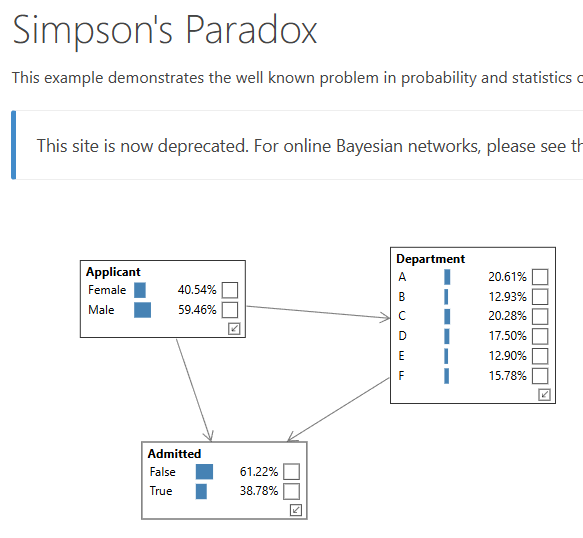 Simpson's Paradox
This example demonstrates the well known problem in probability and statistics
This site is now deprecated. For online Bayesian networks, please see
Applicant
Female 40.54%
Male 59.46%
Department
A 20.61%
B 12.93%
C 20.28%
D 17.50%
E 12.90%
F 15.78%
Admitted
False 61.22%
True 38.78%